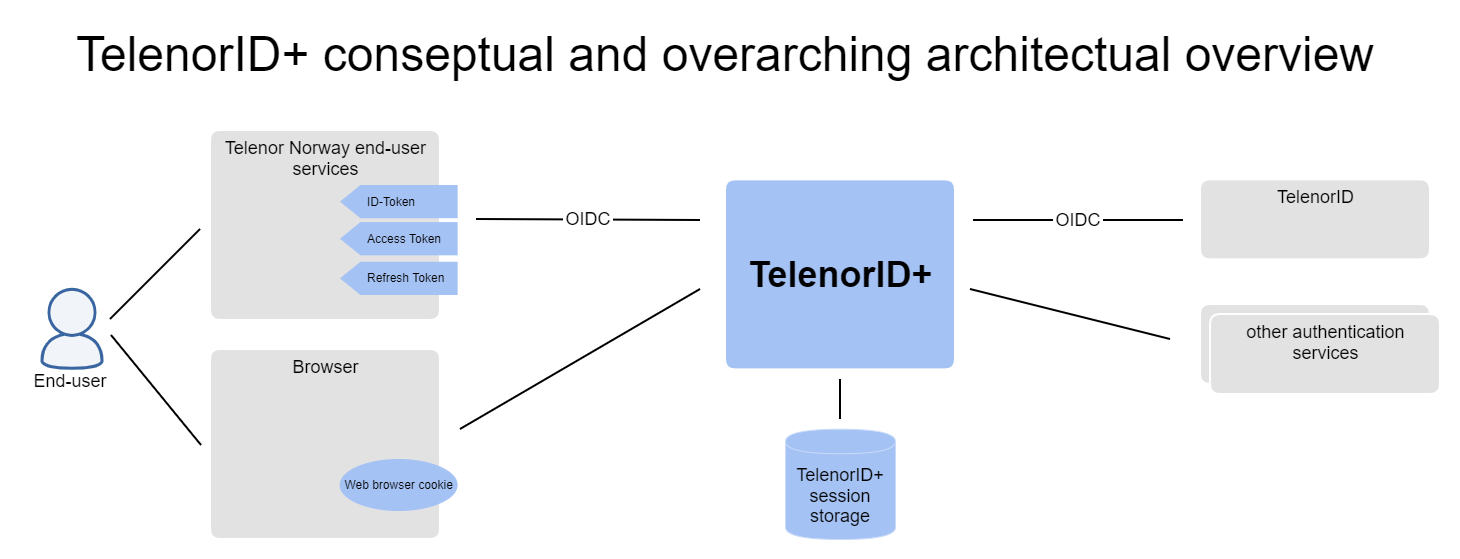 TelenorID+ conseptual and overarching architectual overview
Telenor Norway end-user
services
ID-Token
Access Token
Refresh Token
OIDC
TelenorID+
OIDC
TelenorID
other authentication
services
End-user
Browser
Web browser cookie
TelenorID+
session
storage